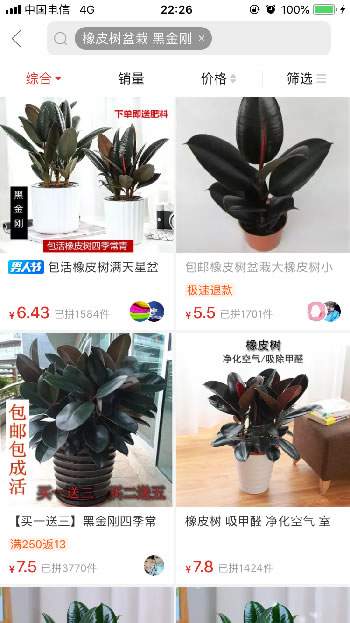 中国电信 4G 22:26 100%
橡皮树盆栽 黑金刚 ×
综合 销量 价格 筛选
下单即送肥料
黑金刚
包活橡皮树四季常青
男人节 包活橡皮树满天星盆
¥6.43 已拼1584件
包邮橡皮树盆栽大橡皮树小
极速退款
¥5.5 已拼1701件
包邮包成活
买一送三 买二送五
【买一送三】黑金刚四季常
满250返13
¥7.5 已拼3770件
橡皮树
净化空气/吸除甲醛
橡皮树 吸甲醛 净化空气 室
¥7.8 已拼1424件